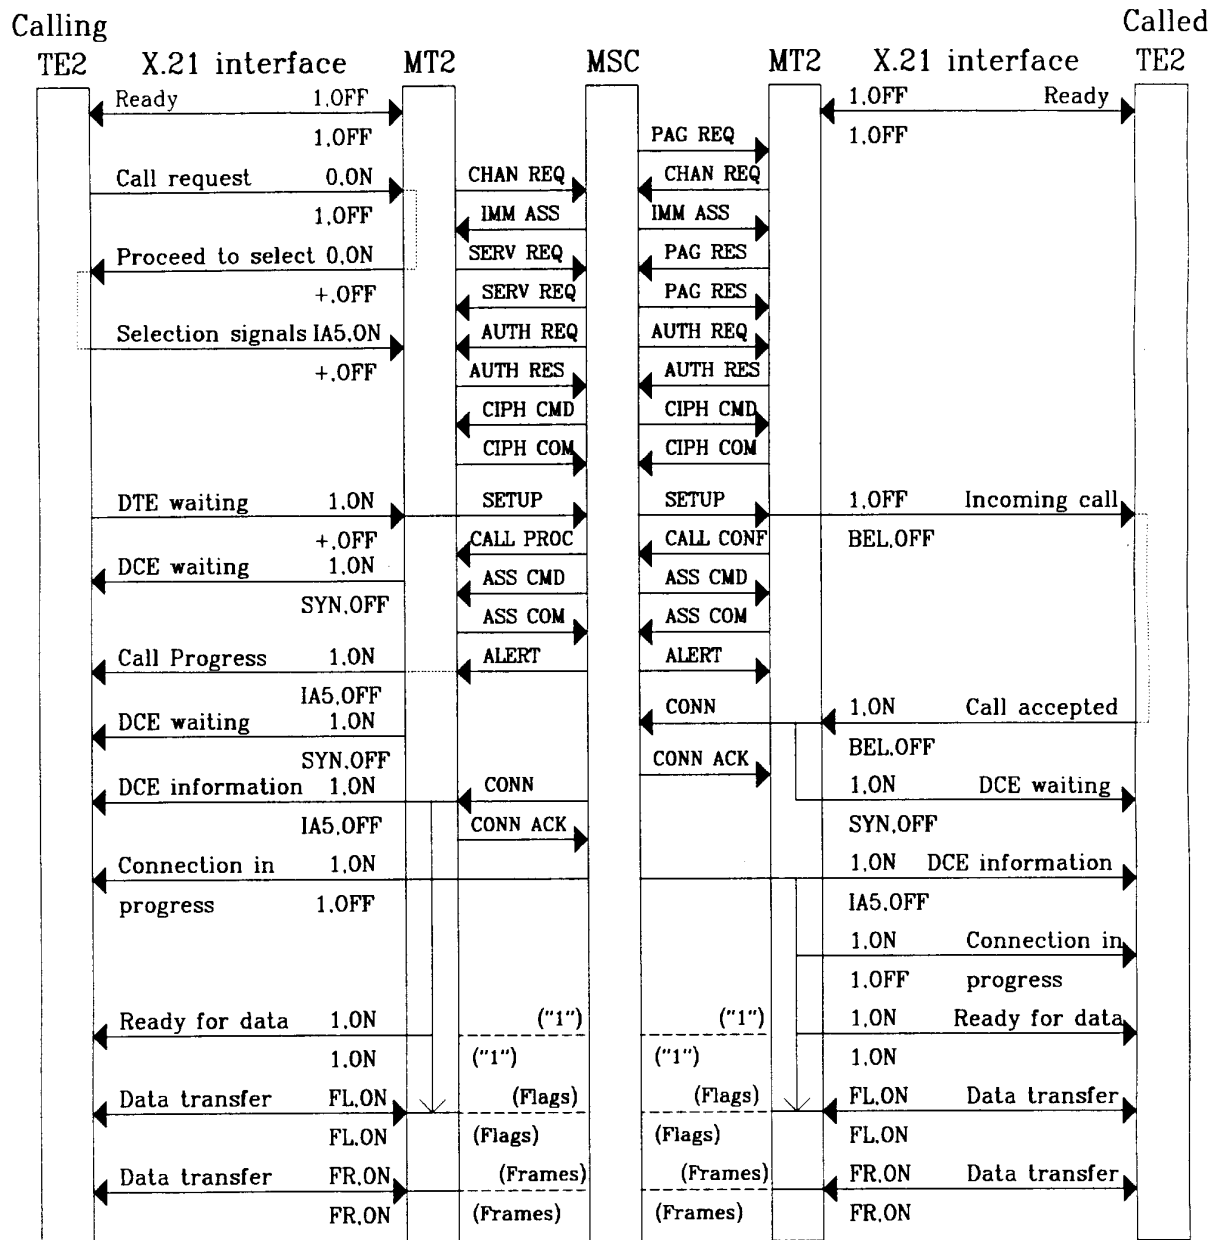 Calling Called
TE2 X.21 interface MT2 MSC MT2 X.21 interface TE2
Ready 1,OFF 1,OFF Ready
1,OFF PAG REQ 1,OFF
Call request 0,ON CHAN REQ CHAN REQ
1,OFF IMM ASS IMM ASS
Proceed to select 0,ON SERV REQ PAG RES
+,OFF SERV REQ PAG RES
Selection signals IA5,ON AUTH REQ AUTH REQ
+,OFF AUTH RES AUTH RES
CIPH CMD CIPH CMD
CIPH COM CIPH COM
DTE waiting 1,ON SETUP SETUP 1,OFF Incoming call
+,OFF CALL PROC CALL CONF BEL,OFF
DCE waiting 1,ON ASS CMD ASS CMD
SYN,OFF ASS COM ASS COM
Call Progress 1,ON ALERT ALERT
IA5,OFF CONN 1,ON Call accepted
DCE waiting 1,ON BEL,OFF
SYN,OFF CONN ACK
DCE information 1,ON CONN 1,ON DCE waiting
IA5,OFF CONN ACK SYN,OFF
Connection in 1,ON 1,ON DCE information
progress 1,OFF IA5,OFF
1,ON Connection in
1,OFF progress
Ready for data 1,ON ("1") ("1") 1,ON Ready for data
1,ON ("1") ("1") 1,ON
Data transfer FL,ON (Flags) (Flags) FL,ON Data transfer
FL,ON (Flags) (Flags) FL,ON
Data transfer FR,ON (Frames) (Frames) FR,ON Data transfer
FR,ON (Frames) (Frames) FR,ON